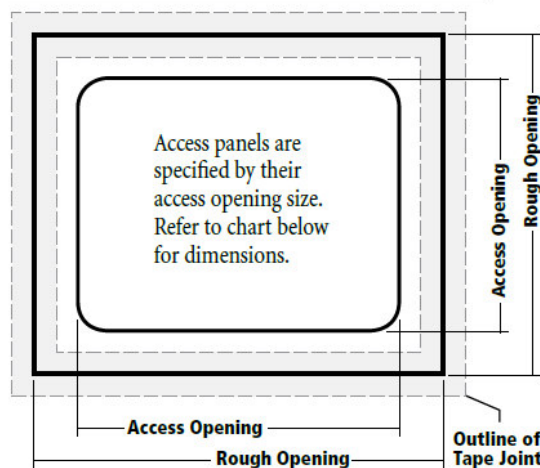 Access panels are
specified by their
access opening size.
Refer to chart below
for dimensions.
Access Opening
Rough Opening
Access Opening
Rough Opening
Outline of
Tape Joint